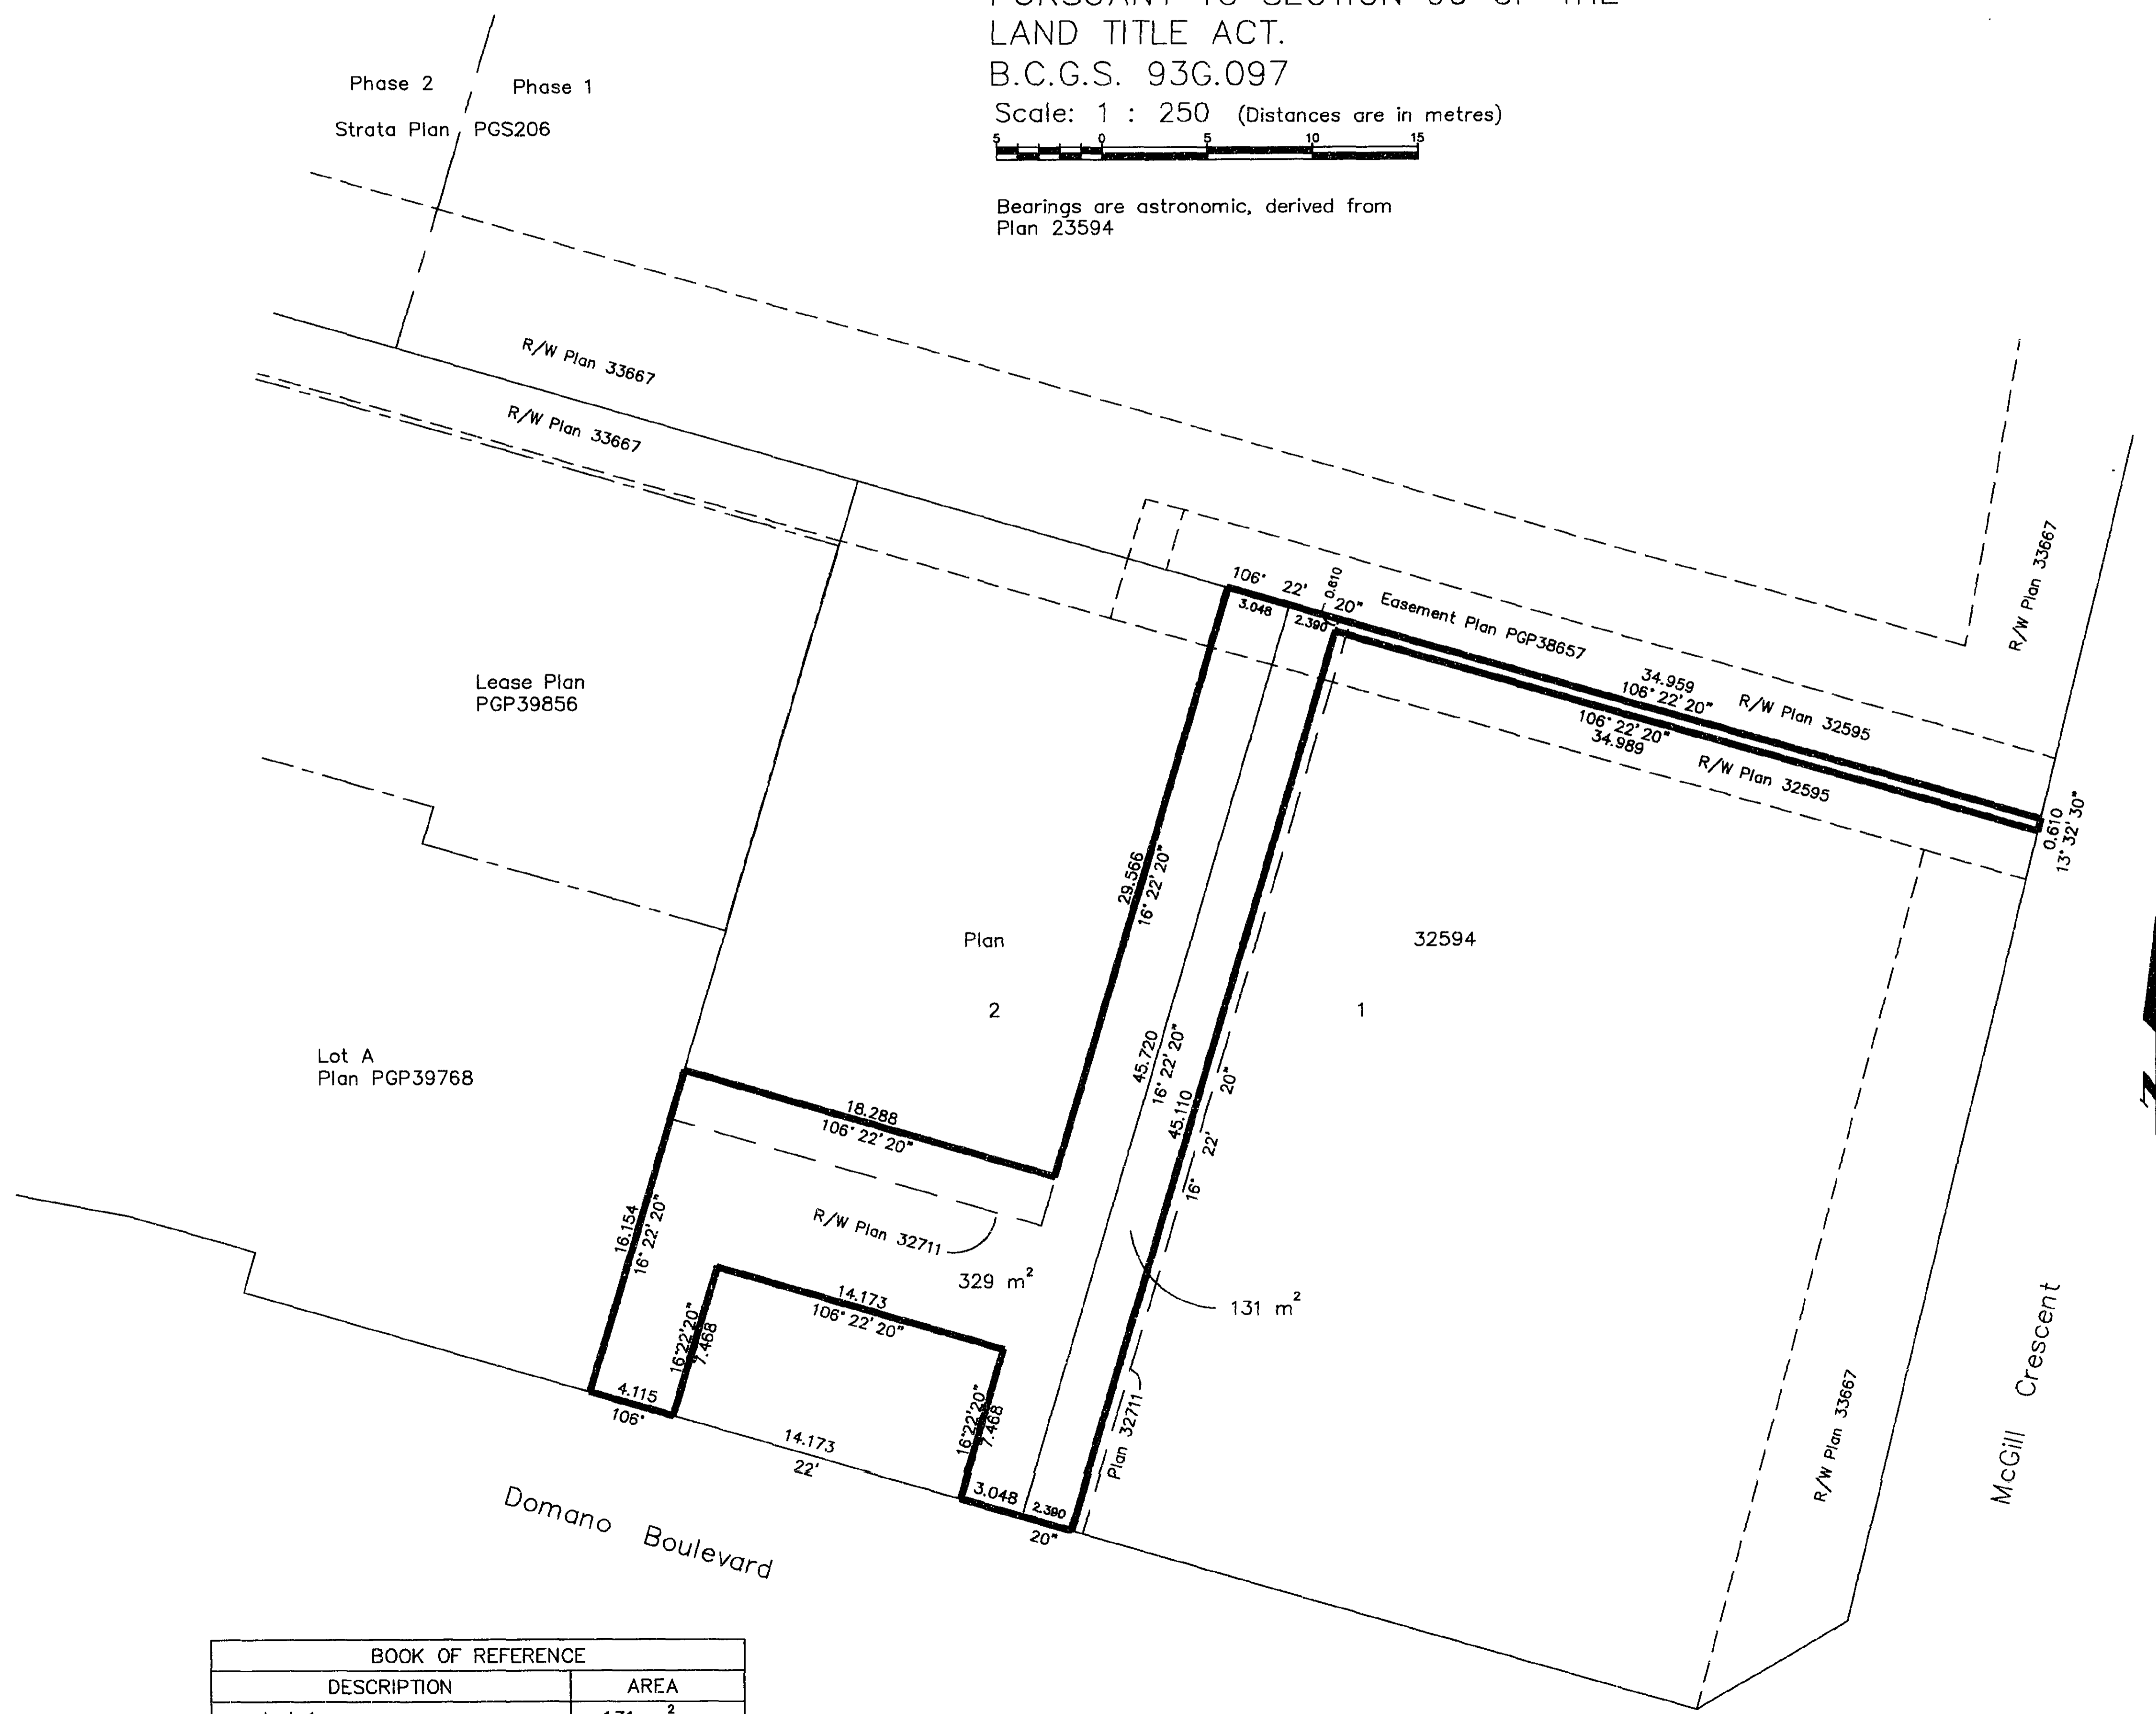 LAND TITLE ACT.
B.C.G.S. 93G.097
Scale: 1 : 250 (Distances are in metres)
5 0 5 10 15
Bearings are astronomic, derived from
Plan 23594
Phase 2 Phase 1
Strata Plan PGS206
R/W Plan 33667
R/W Plan 33667
106° 22' 20"
0.610
3.048
2.390
Easement Plan PGP38657
34.959
106° 22' 20"
R/W Plan 32595
106° 22' 20"
34.989
R/W Plan 32595
R/W Plan 33667
0.610
13° 32' 30"
Lease Plan
PGP39856
29.566
16° 22' 20"
Plan 32594
2 1
Lot A
Plan PGP39768
45.720
16° 22' 20"
45.110
16° 22' 20"
18.288
106° 22' 20"
16.154
16° 22' 20"
R/W Plan 32711
329 m²
131 m²
14.173
106° 22' 20"
16°22'20"
7.468
16°22'20"
7.468
4.115
106°
14.173
22'
3.048
2.390
20"
Plan 32711
R/W Plan 33667
McGill Crescent
Domano Boulevard
BOOK OF REFERENCE
DESCRIPTION AREA